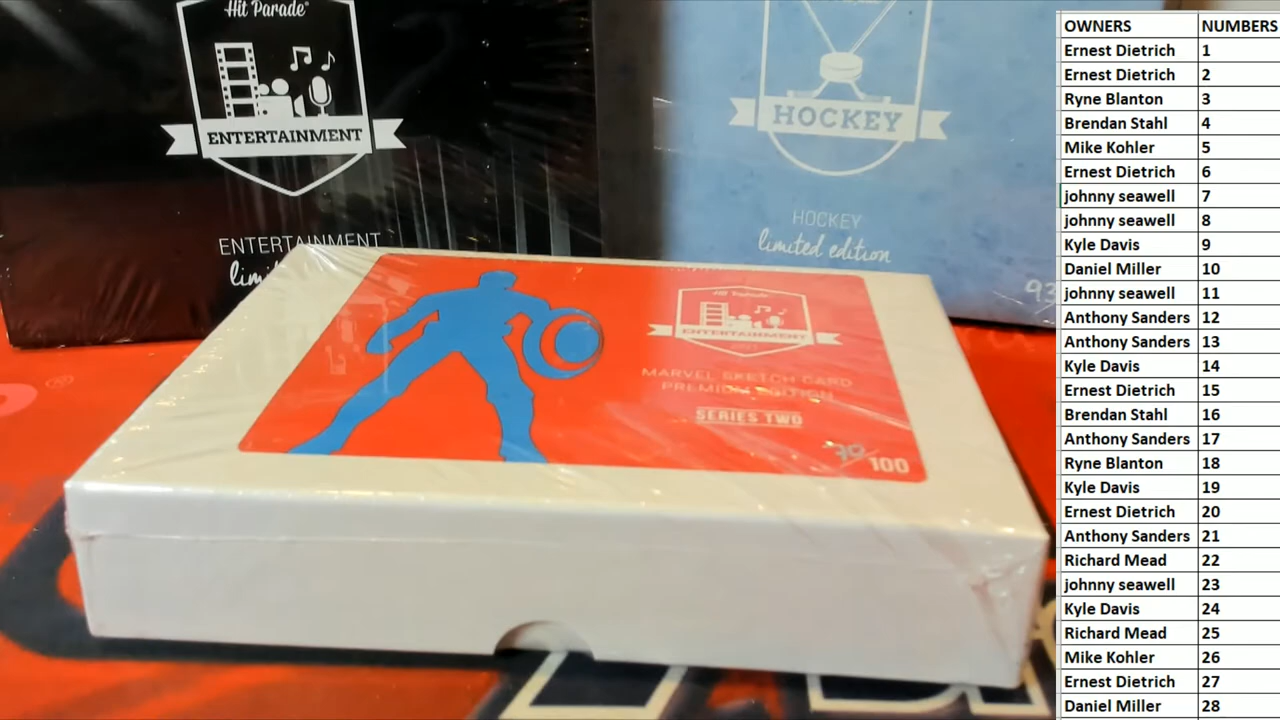 Hit Parade®
ENTERTAINMENT
ENTERTAINMENT
HOCKEY
HOCKEY
limited edition
93
Hit Parade
ENTERTAINMENT
MARVEL SKETCH CARD
PREMIUM EDITION
SERIES TWO
100
®
OWNERS NUMBERS
Ernest Dietrich 1
Ernest Dietrich 2
Ryne Blanton 3
Brendan Stahl 4
Mike Kohler 5
Ernest Dietrich 6
johnny seawell 7
johnny seawell 8
Kyle Davis 9
Daniel Miller 10
johnny seawell 11
Anthony Sanders 12
Anthony Sanders 13
Kyle Davis 14
Ernest Dietrich 15
Brendan Stahl 16
Anthony Sanders 17
Ryne Blanton 18
Kyle Davis 19
Ernest Dietrich 20
Anthony Sanders 21
Richard Mead 22
johnny seawell 23
Kyle Davis 24
Richard Mead 25
Mike Kohler 26
Ernest Dietrich 27
Daniel Miller 28